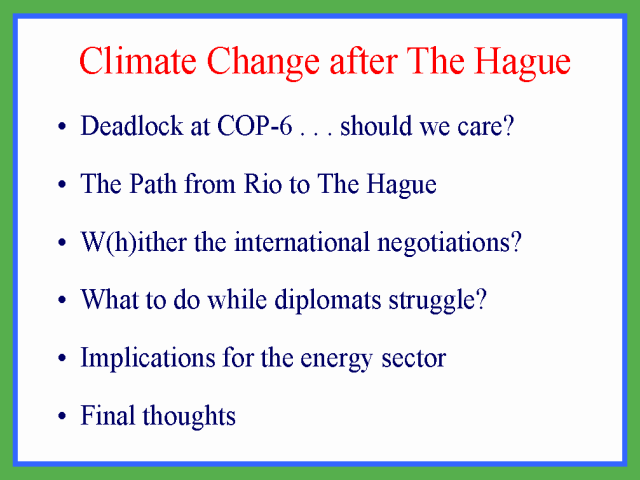 Climate Change after The Hague
• Deadlock at COP-6 . . . should we care?
• The Path from Rio to The Hague
• W(h)ither the international negotiations?
• What to do while diplomats struggle?
• Implications for the energy sector
• Final thoughts